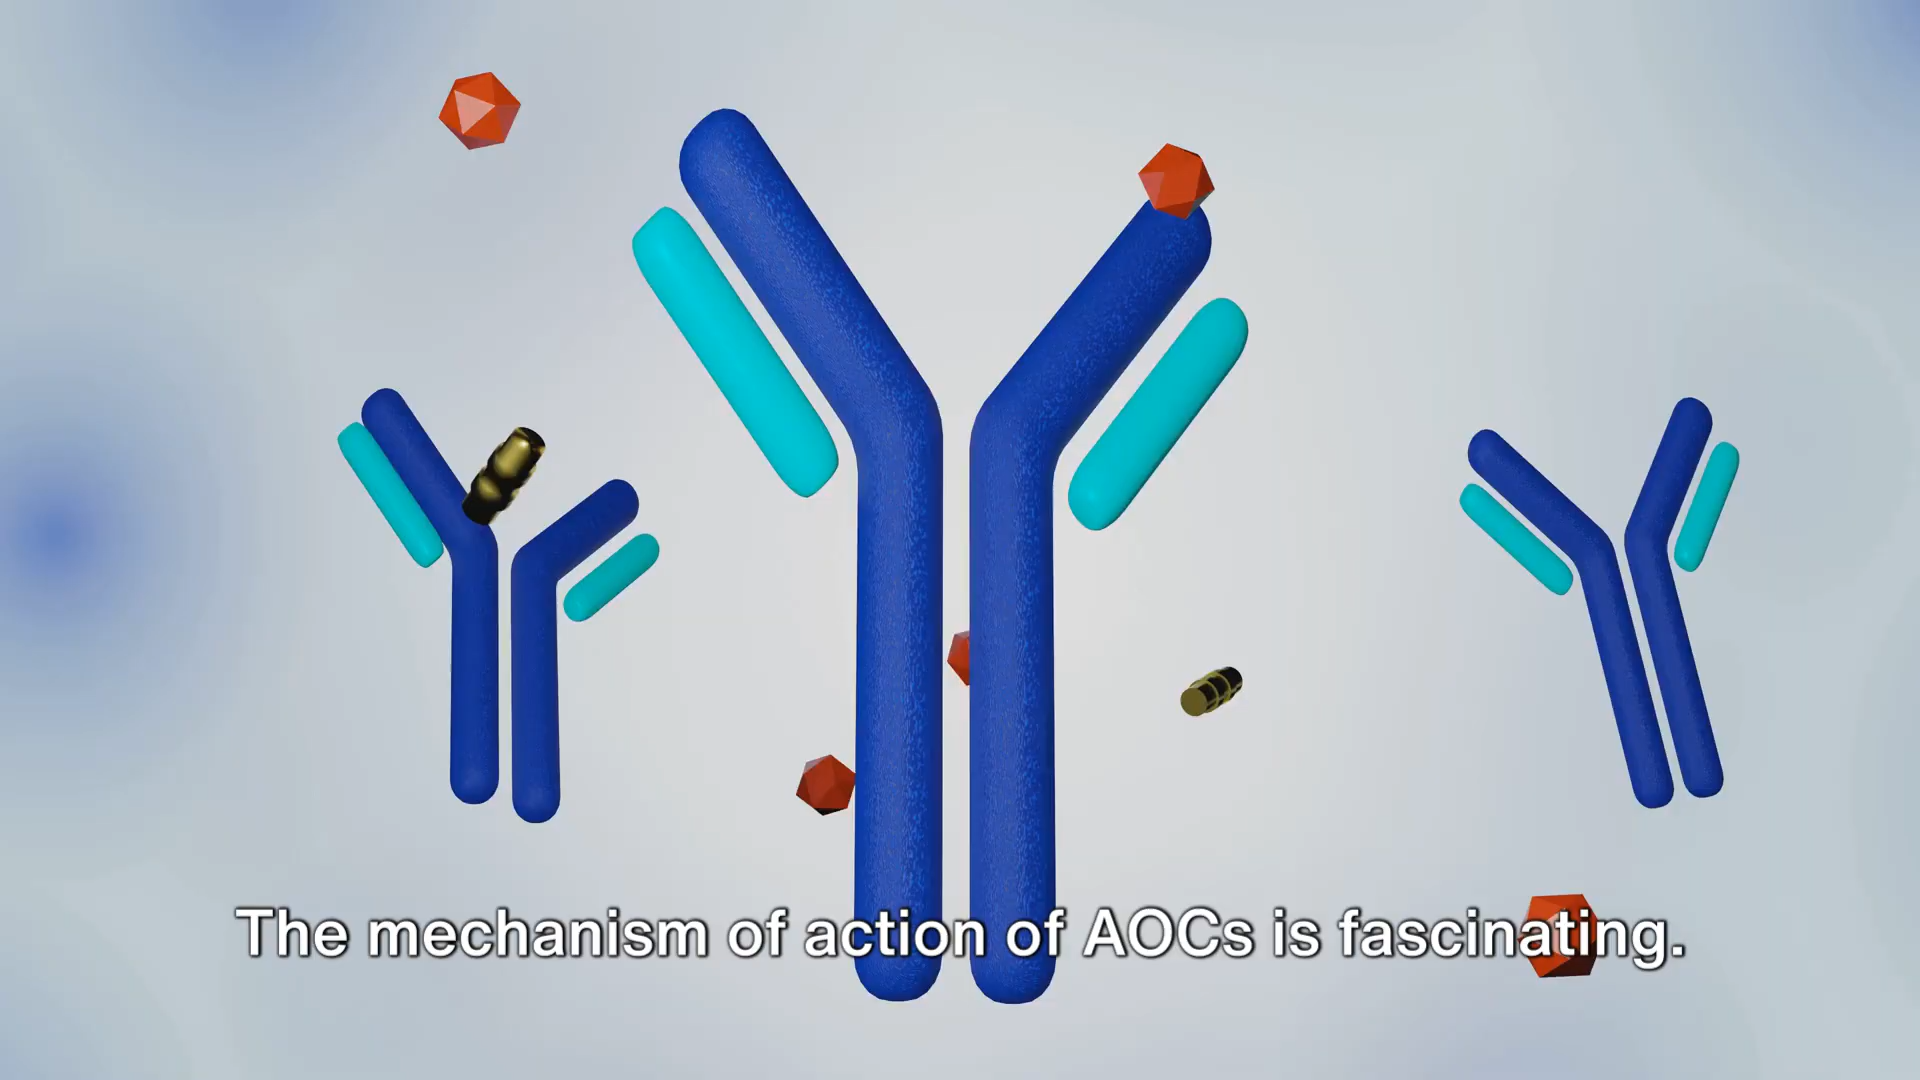 The mechanism of action of AOCs is fascinating.